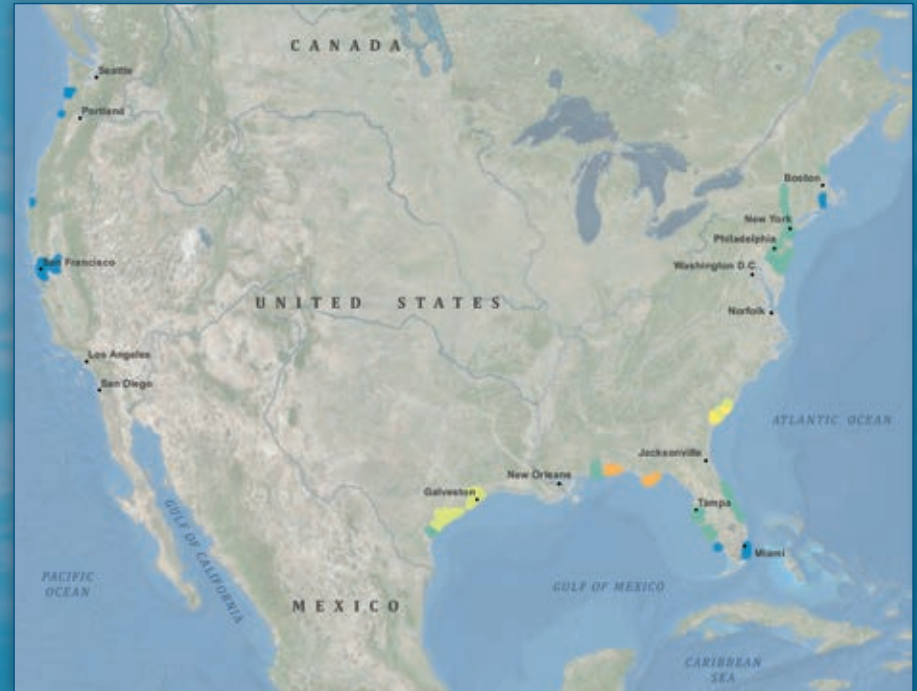 CANADA
Seattle
Portland
Boston
New York
Philadelphia
San Francisco
Washington D.C.
UNITED STATES
Norfolk
Los Angeles
San Diego
ATLANTIC OCEAN
Jacksonville
New Orleans
Galveston
Tampa
GULF OF CALIFORNIA
Miami
PACIFIC
OCEAN
GULF OF MEXICO
MEXICO
CARIBBEAN
SEA